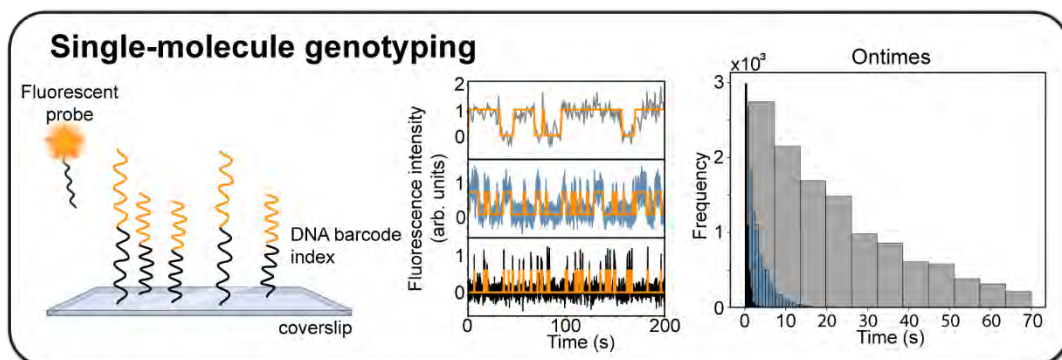 Single-molecule genotyping
Fluorescent
probe
DNA barcode
index
coverslip
Fluorescence intensity
(arb. units)
2
1
0
1
0
1
0
0
100
200
Time (s)
Ontimes
×10³
3
2
1
0
Frequency
0
10
20
30
40
50
60
70
Time (s)